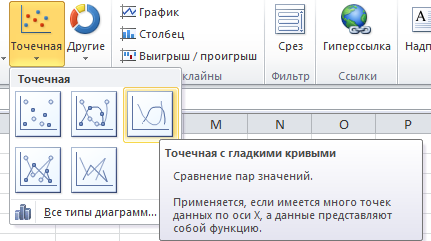 Точечная
Другие
График
Столбец
Выигрыш / проигрыш
клайны
Срез
Фильтр
Гиперссылка
Ссылки
Надп
Точечная
M N O P
Точечная с гладкими кривыми
Сравнение пар значений.
Применяется, если имеется много точек
данных по оси X, а данные представляют
собой функцию.
Все типы диаграмм...